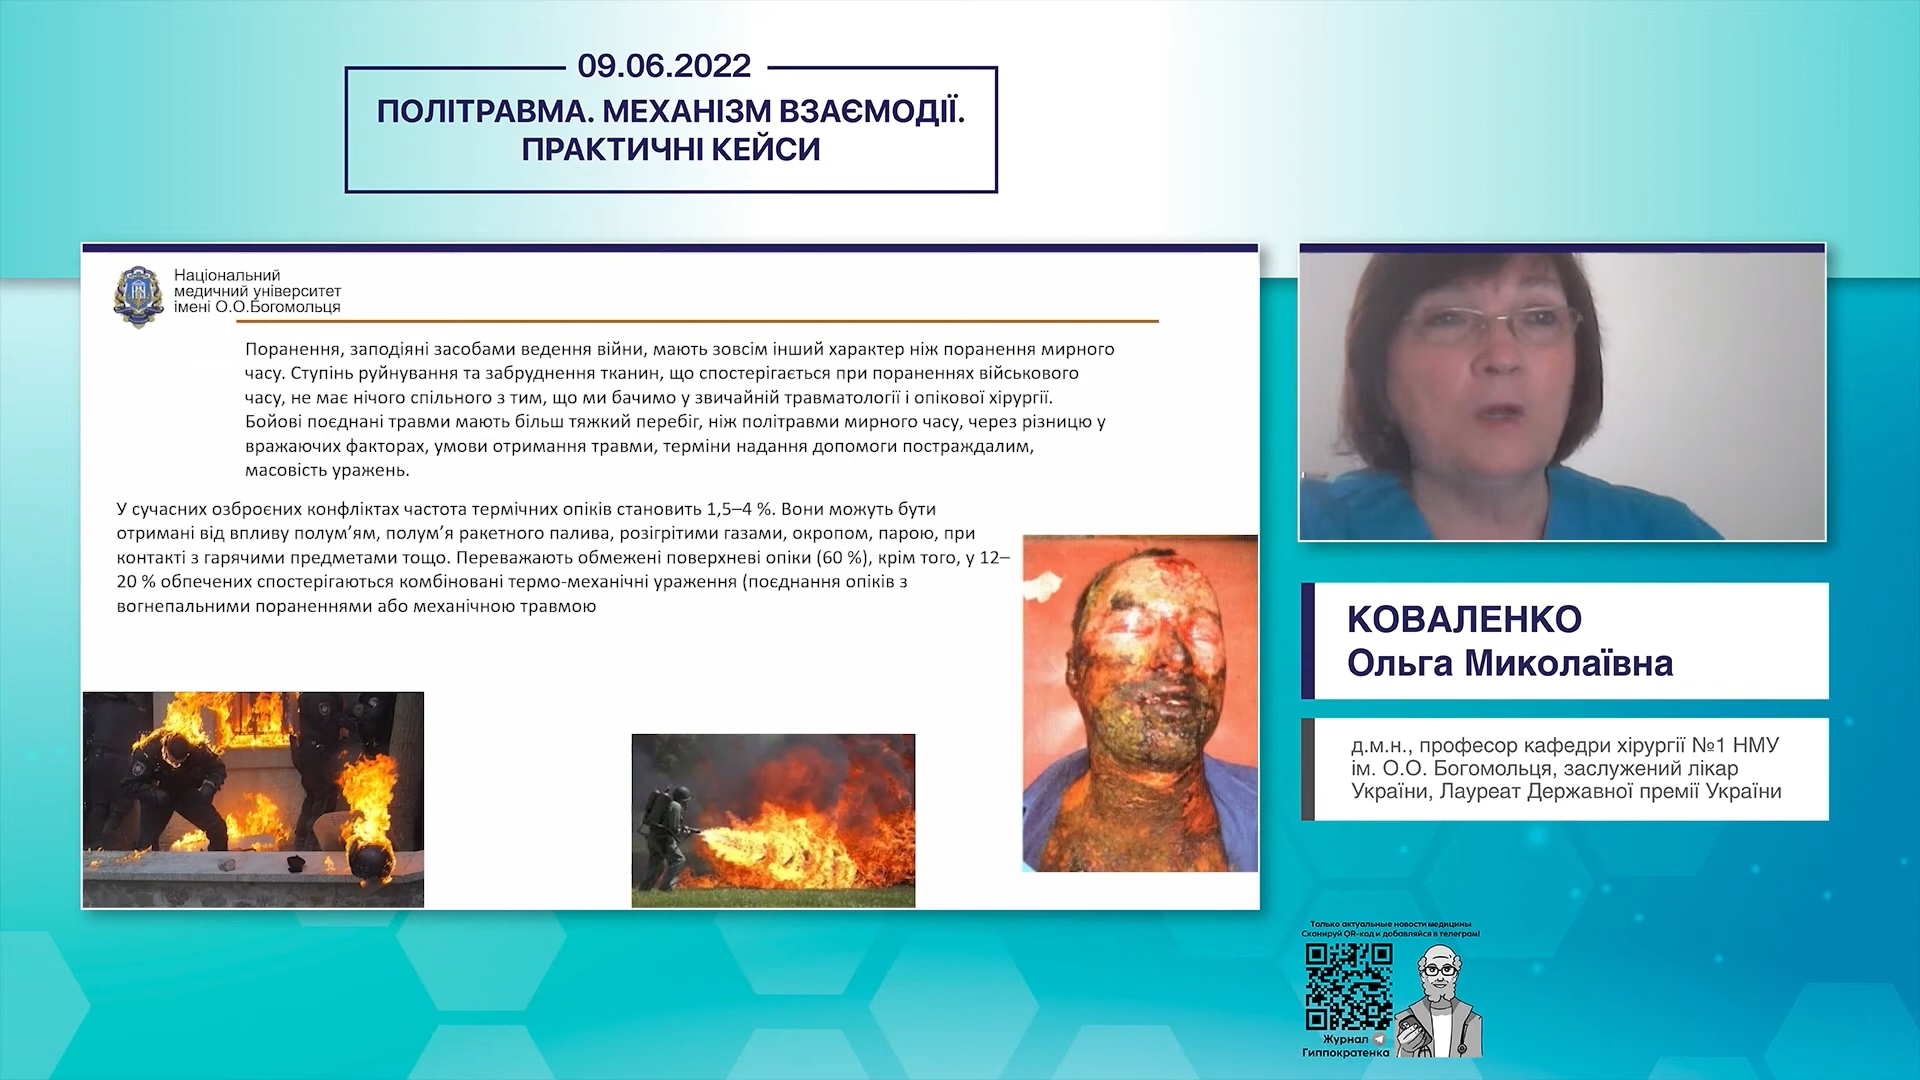 09.06.2022
ПОЛІТРАВМА. МЕХАНІЗМ ВЗАЄМОДІЇ.
ПРАКТИЧНІ КЕЙСИ
Національний
медичний університет
імені О.О.Богомольця
Поранення, заподіяні засобами ведення війни, мають зовсім інший характер ніж поранення мирного
часу. Ступінь руйнування та забруднення тканин, що спостерігається при пораненнях військового
часу, не має нічого спільного з тим, що ми бачимо у звичайній травматології і опікової хірургії.
Бойові поєднані травми мають більш тяжкий перебіг, ніж політравми мирного часу, через різницю у
вражаючих факторах, умови отримання травми, терміни надання допомоги постраждалим,
масовість уражень.
У сучасних озброєних конфліктах частота термічних опіків становить 1,5–4 %. Вони можуть бути
отримані від впливу полум’ям, полум’я ракетного палива, розігрітими газами, окропом, парою, при
контакті з гарячими предметами тощо. Переважають обмежені поверхневі опіки (60 %), крім того, у 12–
20 % обпечених спостерігаються комбіновані термо-механічні ураження (поєднання опіків з
вогнепальними пораненнями або механічною травмою
КОВАЛЕНКО
Ольга Миколаївна
д.м.н., професор кафедри хірургії №1 НМУ
ім. О.О. Богомольця, заслужений лікар
України, Лауреат Державної премії України
Только актуальные новости медицины
Сканируй QR-код и добавляйся в телеграм!
Журнал
Гиппократенка